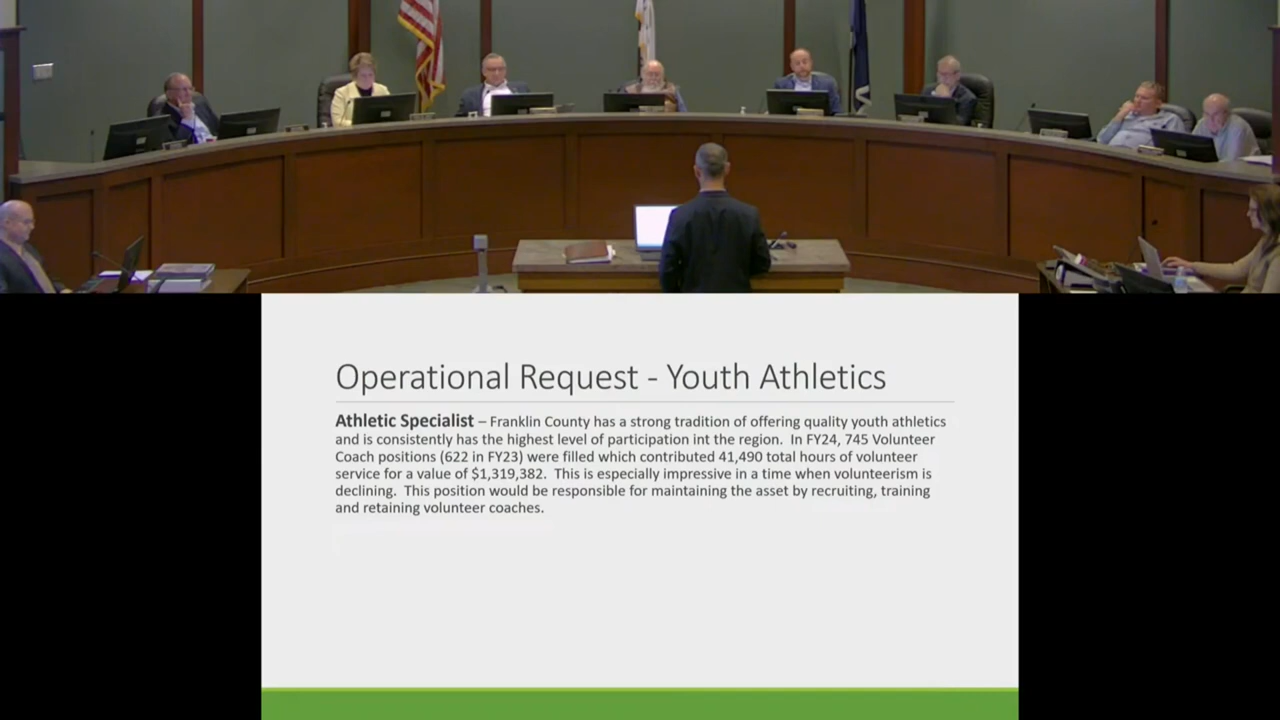 Operational Request - Youth Athletics
Athletic Specialist – Franklin County has a strong tradition of offering quality youth athletics
and is consistently has the highest level of participation int the region. In FY24, 745 Volunteer
Coach positions (622 in FY23) were filled which contributed 41,490 total hours of volunteer
service for a value of $1,319,382. This is especially impressive in a time when volunteerism is
declining. This position would be responsible for maintaining the asset by recruiting, training
and retaining volunteer coaches.